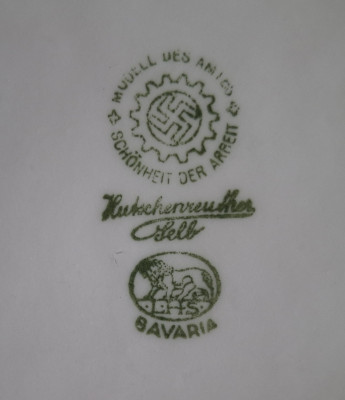 MODELL DES AMTES
SCHÖNHEIT DER ARBEIT
Hutschenreuther
Selb
L.H.S.
BAVARIA